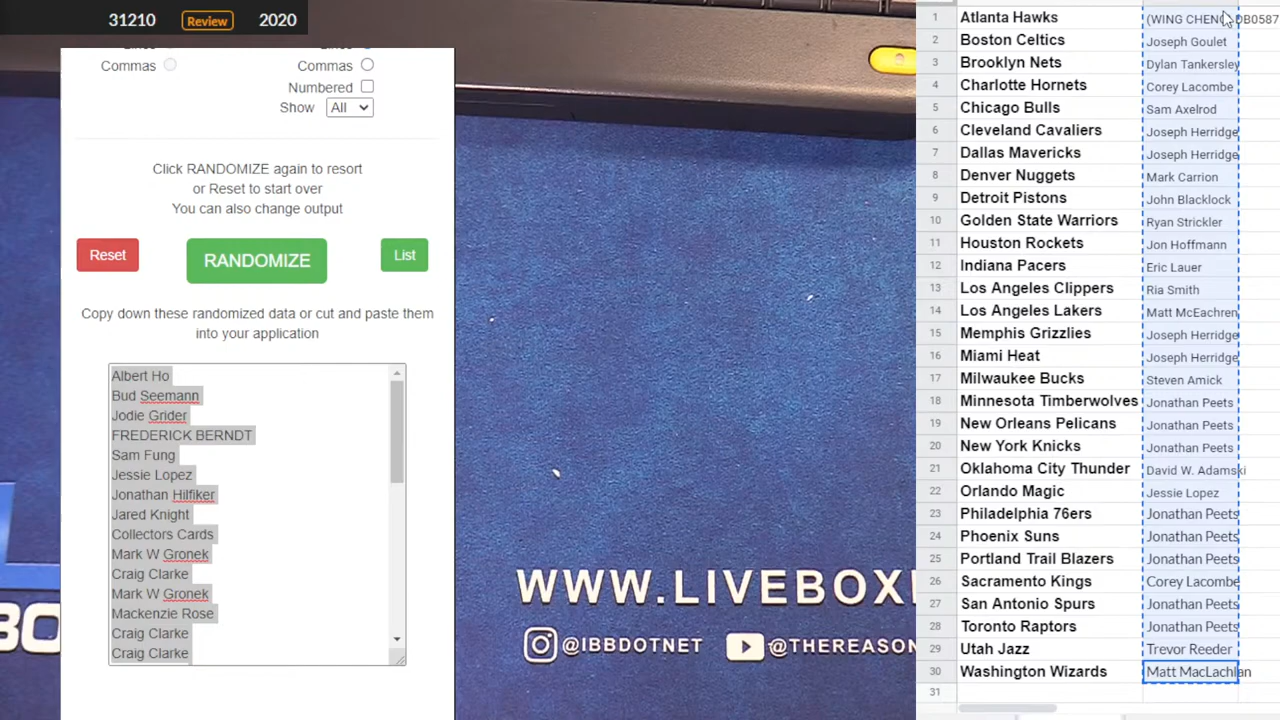 31210 Review 2020
Commas Commas
Numbered
Show All
Click RANDOMIZE again to resort
or Reset to start over
You can also change output
Reset RANDOMIZE List
Copy down these randomized data or cut and paste them
into your application
Albert Ho
Bud Seemann
Jodie Grider
FREDERICK BERNDT
Sam Fung
Jessie Lopez
Jonathan Hilfiker
Jared Knight
Collectors Cards
Mark W Gronek
Craig Clarke
Mark W Gronek
Mackenzie Rose
Craig Clarke
Craig Clarke
WWW.LIVEBOX
@IBBDOTNET @THEREASON
1 Atlanta Hawks (WING CHENG
2 Boston Celtics Joseph Goulet
3 Brooklyn Nets Dylan Tankersley
4 Charlotte Hornets Corey Lacombe
5 Chicago Bulls Sam Axelrod
6 Cleveland Cavaliers Joseph Herridge
7 Dallas Mavericks Joseph Herridge
8 Denver Nuggets Mark Carrion
9 Detroit Pistons John Blacklock
10 Golden State Warriors Ryan Strickler
11 Houston Rockets Jon Hoffmann
12 Indiana Pacers Eric Lauer
13 Los Angeles Clippers Ria Smith
14 Los Angeles Lakers Matt McEachren
15 Memphis Grizzlies Joseph Herridge
16 Miami Heat Joseph Herridge
17 Milwaukee Bucks Steven Amick
18 Minnesota Timberwolves Jonathan Peets
19 New Orleans Pelicans Jonathan Peets
20 New York Knicks Jonathan Peets
21 Oklahoma City Thunder David W. Adamski
22 Orlando Magic Jessie Lopez
23 Philadelphia 76ers Jonathan Peets
24 Phoenix Suns Jonathan Peets
25 Portland Trail Blazers Jonathan Peets
26 Sacramento Kings Corey Lacombe
27 San Antonio Spurs Jonathan Peets
28 Toronto Raptors Jonathan Peets
29 Utah Jazz Trevor Reeder
30 Washington Wizards Matt MacLachlan
31